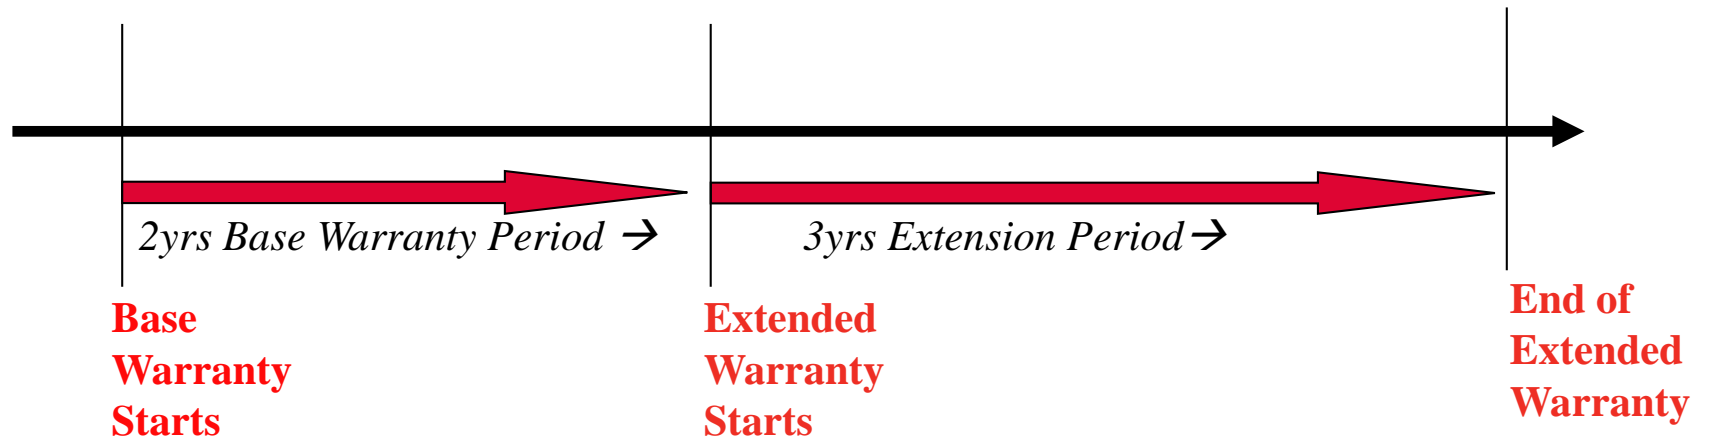 2yrs Base Warranty Period →
3yrs Extension Period→
Base
Warranty
Starts
Extended
Warranty
Starts
End of
Extended
Warranty